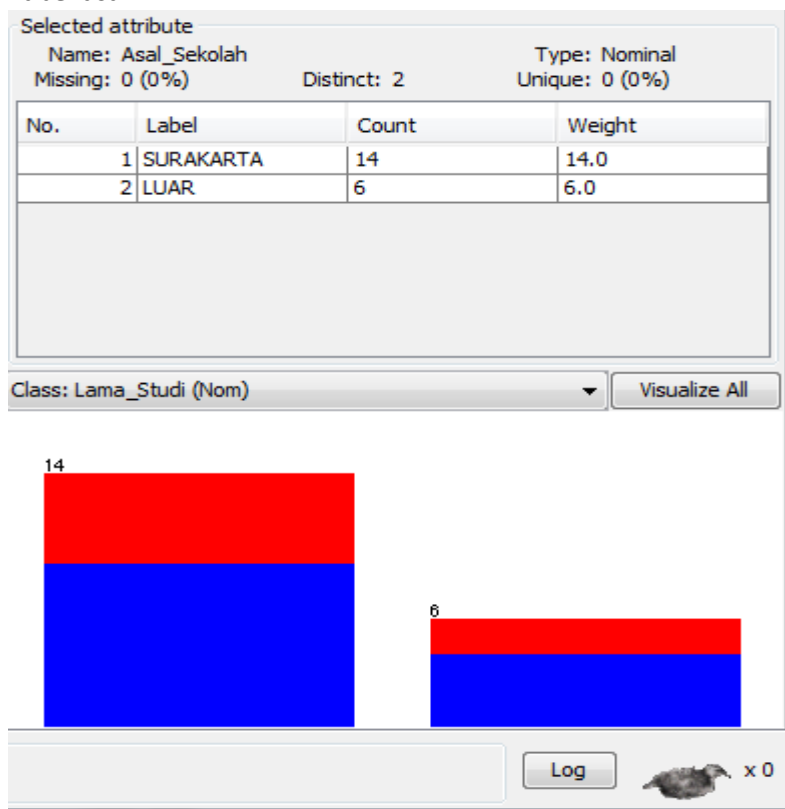 Selected attribute
Name: Asal_Sekolah Type: Nominal
Missing: 0 (0%) Distinct: 2 Unique: 0 (0%)
No. Label Count Weight
1 SURAKARTA 14 14.0
2 LUAR 6 6.0
Class: Lama_Studi (Nom) Visualize All
14
6
Log x 0